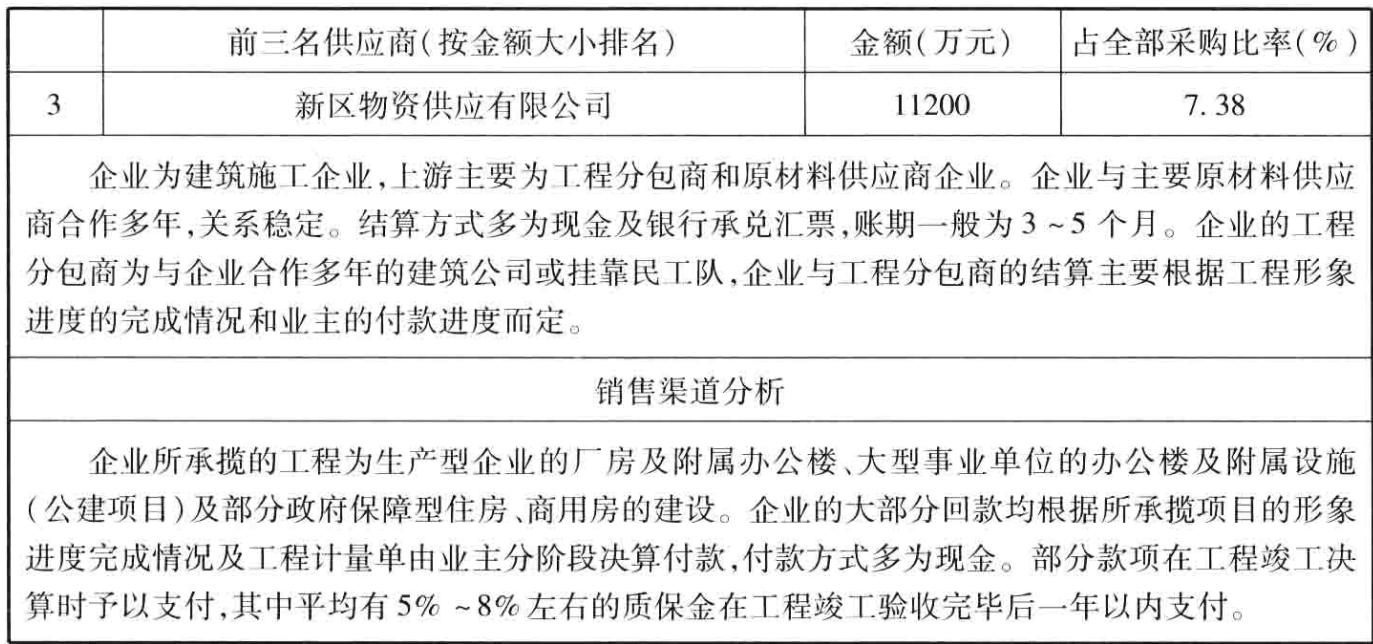 前三名供应商(按金额大小排名) 金额(万元) 占全部采购比率(%)
3 新区物资供应有限公司 11200 7.38
企业为建筑施工企业,上游主要为工程分包商和原材料供应商企业。企业与主要原材料供应
商合作多年,关系稳定。结算方式多为现金及银行承兑汇票,账期一般为3~5个月。企业的工程
分包商为与企业合作多年的建筑公司或挂靠民工队,企业与工程分包商的结算主要根据工程形象
进度的完成情况和业主的付款进度而定。
销售渠道分析
企业所承揽的工程为生产型企业的厂房及附属办公楼、大型事业单位的办公楼及附属设施
(公建项目)及部分政府保障型住房、商用房的建设。企业的大部分回款均根据所承揽项目的形象
进度完成情况及工程计量单由业主分阶段决算付款,付款方式多为现金。部分款项在工程竣工决
算时予以支付,其中平均有5%~8%左右的质保金在工程竣工验收完毕后一年以内支付。